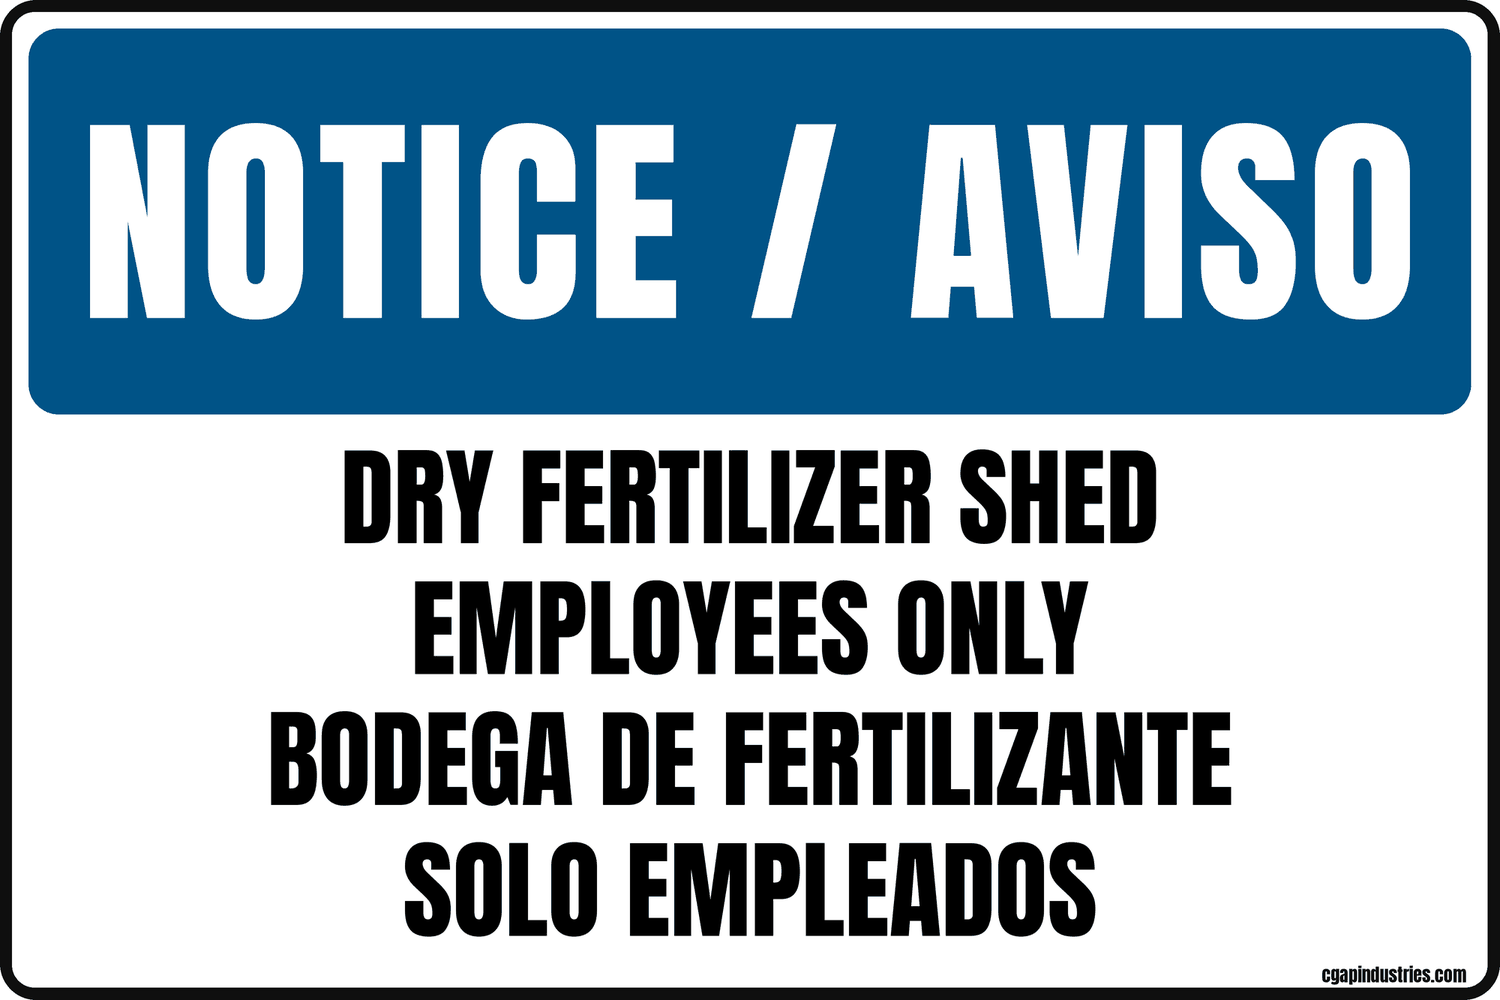 NOTICE / AVISO
DRY FERTILIZER SHED
EMPLOYEES ONLY
BODEGA DE FERTILIZANTE
SOLO EMPLEADOS
cgapindustries.com